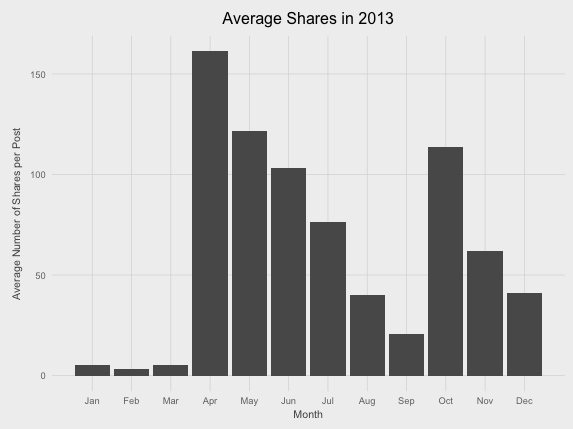 Average Shares in 2013
Average Number of Shares per Post
150
100
50
0
Jan Feb Mar Apr May Jun Jul Aug Sep Oct Nov Dec
Month